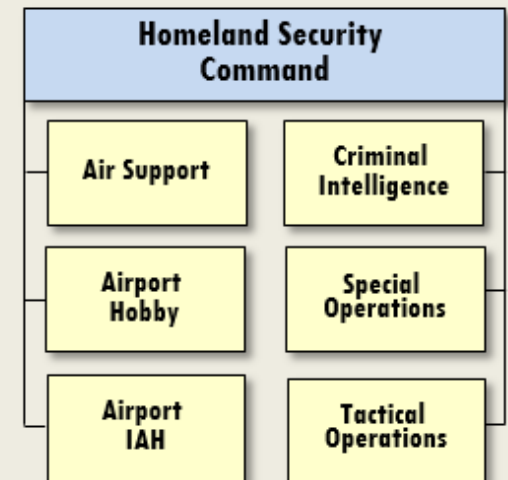 Homeland Security
Command
Air Support
Criminal
Intelligence
Airport
Hobby
Special
Operations
Airport
IAH
Tactical
Operations